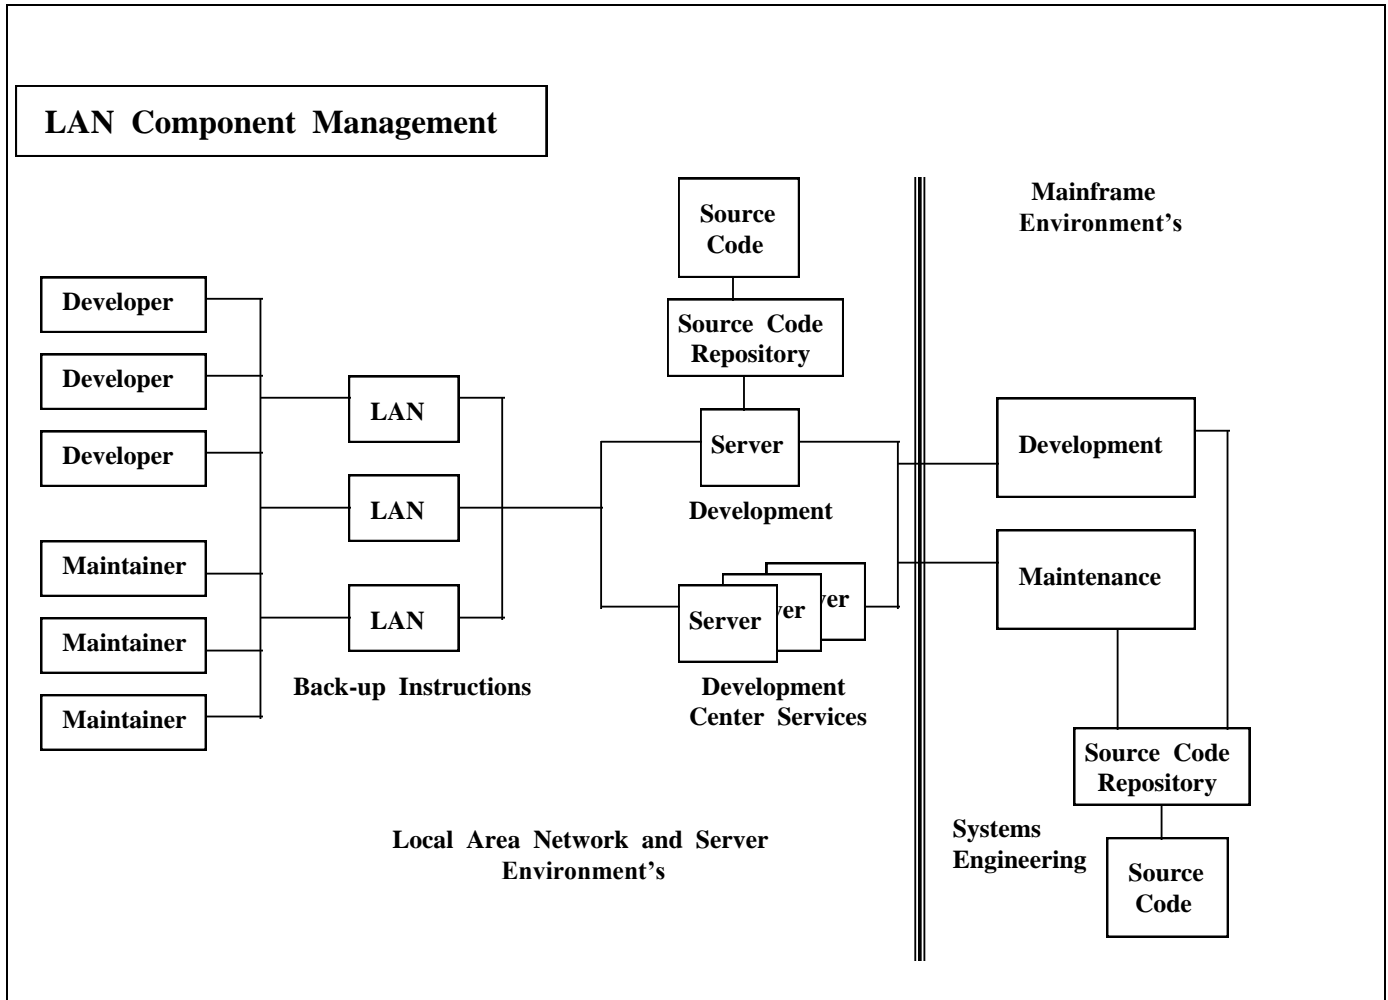 LAN Component Management
Source
Code
Mainframe
Environment's
Source Code
Repository
Developer
Developer
Developer
Maintainer
Maintainer
Maintainer
LAN
LAN
LAN
Back-up Instructions
Server
Development
Server
ver
ver
Development
Center Services
Development
Maintenance
Source Code
Repository
Source
Code
Systems
Engineering
Local Area Network and Server
Environment's